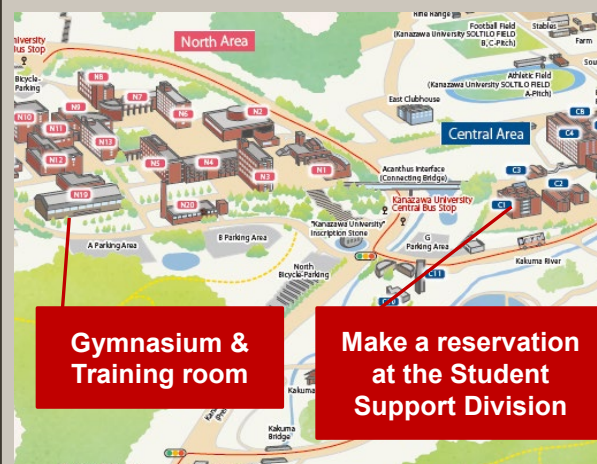 Rifle Range
Football Field
(Kanazawa University SOLTILO FIELD
B, C-Pitch)
Stables
Farm
North Area
University
Bus Stop
Bicycle-
Parking
Athletic Field
(Kanazawa University SOLTILO FIELD
A-Pitch)
East Clubhouse
Central Area
N8
N7
N9
N10
N11
N6
N2
N12
N13
N5
N4
N3
N1
C4
C3
C2
C1
Acanthus Interface
(Connecting Bridge)
Kanazawa University
Central Bus Stop
N19
N20
"Kanazawa University"
Inscription Stone
A Parking Area
B Parking Area
G
Parking Area
Kakuma River
North
Bicycle-Parking
C11
Gymnasium &
Training room
Make a reservation
at the Student
Support Division
Kakuma
Bridge